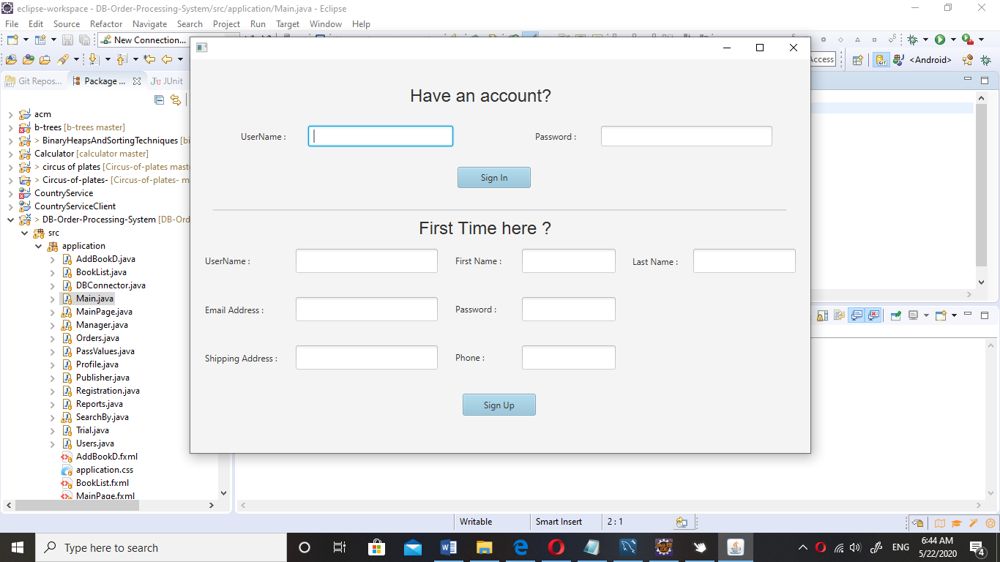 eclipse-workspace - DB-Order-Processing-System/src/application/Main.java - Eclipse
File Edit Source Refactor Navigate Search Project Run Target Window Help
New Connection...
Access
<Android>
Git Repos...
Package ...
JUnit
Have an account?
UserName :
Password :
Sign In
First Time here ?
UserName :
First Name :
Last Name :
Email Address :
Password :
Shipping Address :
Phone :
Sign Up
acm
b-trees [b-trees master]
> BinaryHeapsAndSortingTechniques [bi
Calculator [calculator master]
> circus of plates [Circus-of-plates mast
> Circus-of-plates- [Circus-of-plates- m
CountryService
CountryServiceClient
> DB-Order-Processing-System [DB-Ord
src
application
AddBookD.java
BookList.java
DBConnector.java
Main.java
MainPage.java
Manager.java
Orders.java
PassValues.java
Profile.java
Publisher.java
Registration.java
Reports.java
SearchBy.java
Trial.java
Users.java
AddBookD.fxml
application.css
BookList.fxml
MainPage.fxml
Writable
Smart Insert
2 : 1
Type here to search
ENG
6:44 AM
5/22/2020
4